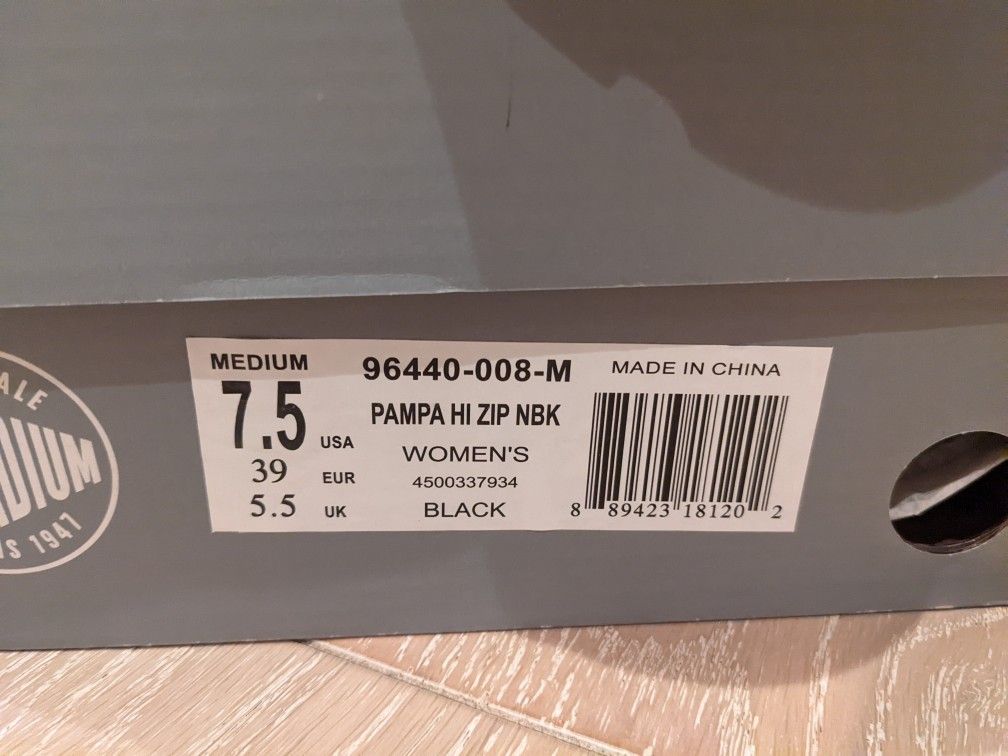 ALE
DIUM
S 1947
MEDIUM
7.5 USA
39 EUR
5.5 UK
96440-008-M
PAMPA HI ZIP NBK
WOMEN'S
4500337934
BLACK
MADE IN CHINA
8 89423 18120 2